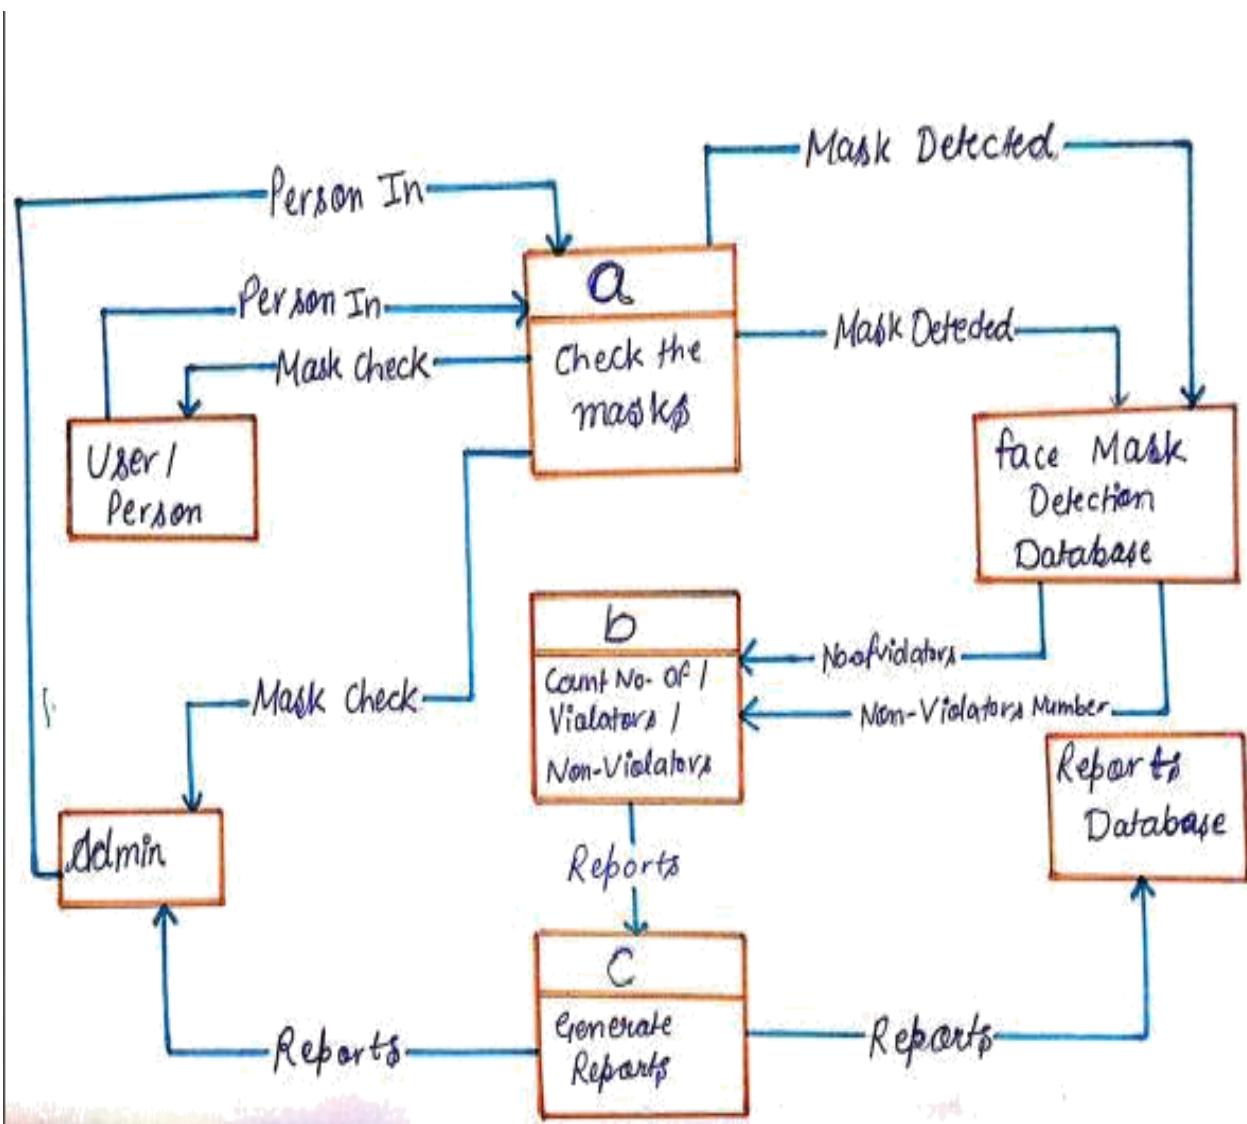 Mask Detected
Person In
a
Person In
Check the
masks
Mask Check
Mask Deteded
User/
Person
face Mask
Detection
Database
b
Count No. Of /
Violators /
Non-Violators
No of vidators
Mask Check
Non-Violators Number
Reports
Database
Admin
Reports
C
Generate
Reports
Reports
Reports